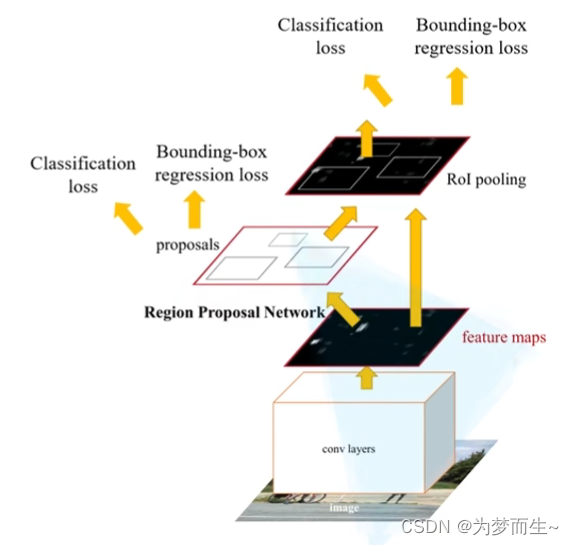 Classification
loss
Bounding-box
regression loss
Classification
loss
Bounding-box
regression loss
RoI pooling
proposals
Region Proposal Network
feature maps
conv layers
image
CSDN @为梦而生~